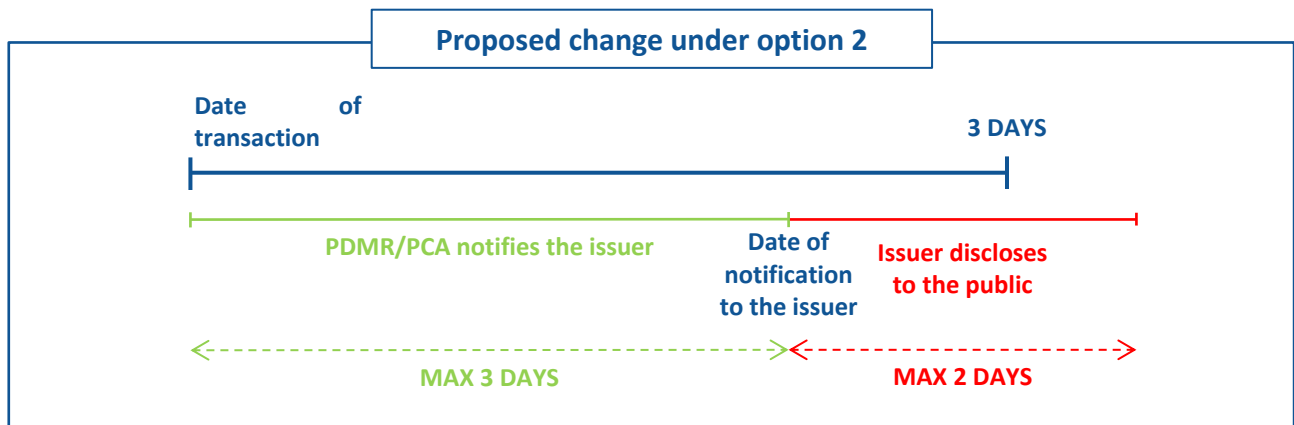 Proposed change under option 2
Date of
transaction
3 DAYS
PDMR/PCA notifies the issuer
Date of
notification
to the issuer
Issuer discloses
to the public
MAX 3 DAYS
MAX 2 DAYS